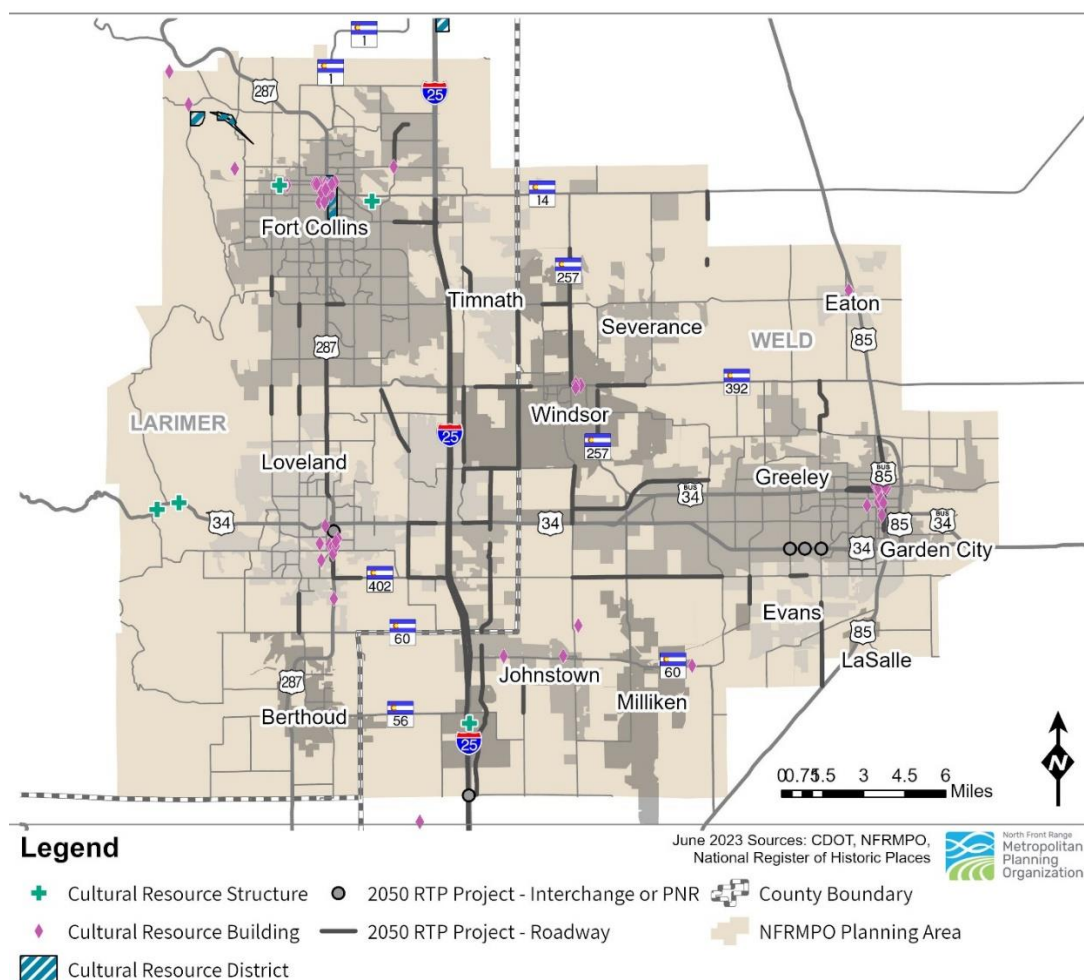 1
1
287
25
14
Fort Collins
257
Timnath
Eaton
Severance
85
WELD
287
392
LARIMER
25
Windsor
257
Loveland
BUS
85
Greeley
BUS
34
34
34
85
BUS
34
34
Garden City
402
Evans
60
85
LaSalle
60
Johnstown
287
Milliken
Berthoud
56
25
N
0 0.75 1.5 3 4.5 6
Miles
Legend
June 2023 Sources: CDOT, NFRMPO,
National Register of Historic Places
North Front Range
Metropolitan
Planning
Organization
Cultural Resource Structure
2050 RTP Project - Interchange or PNR
County Boundary
Cultural Resource Building
2050 RTP Project - Roadway
NFRMPO Planning Area
Cultural Resource District